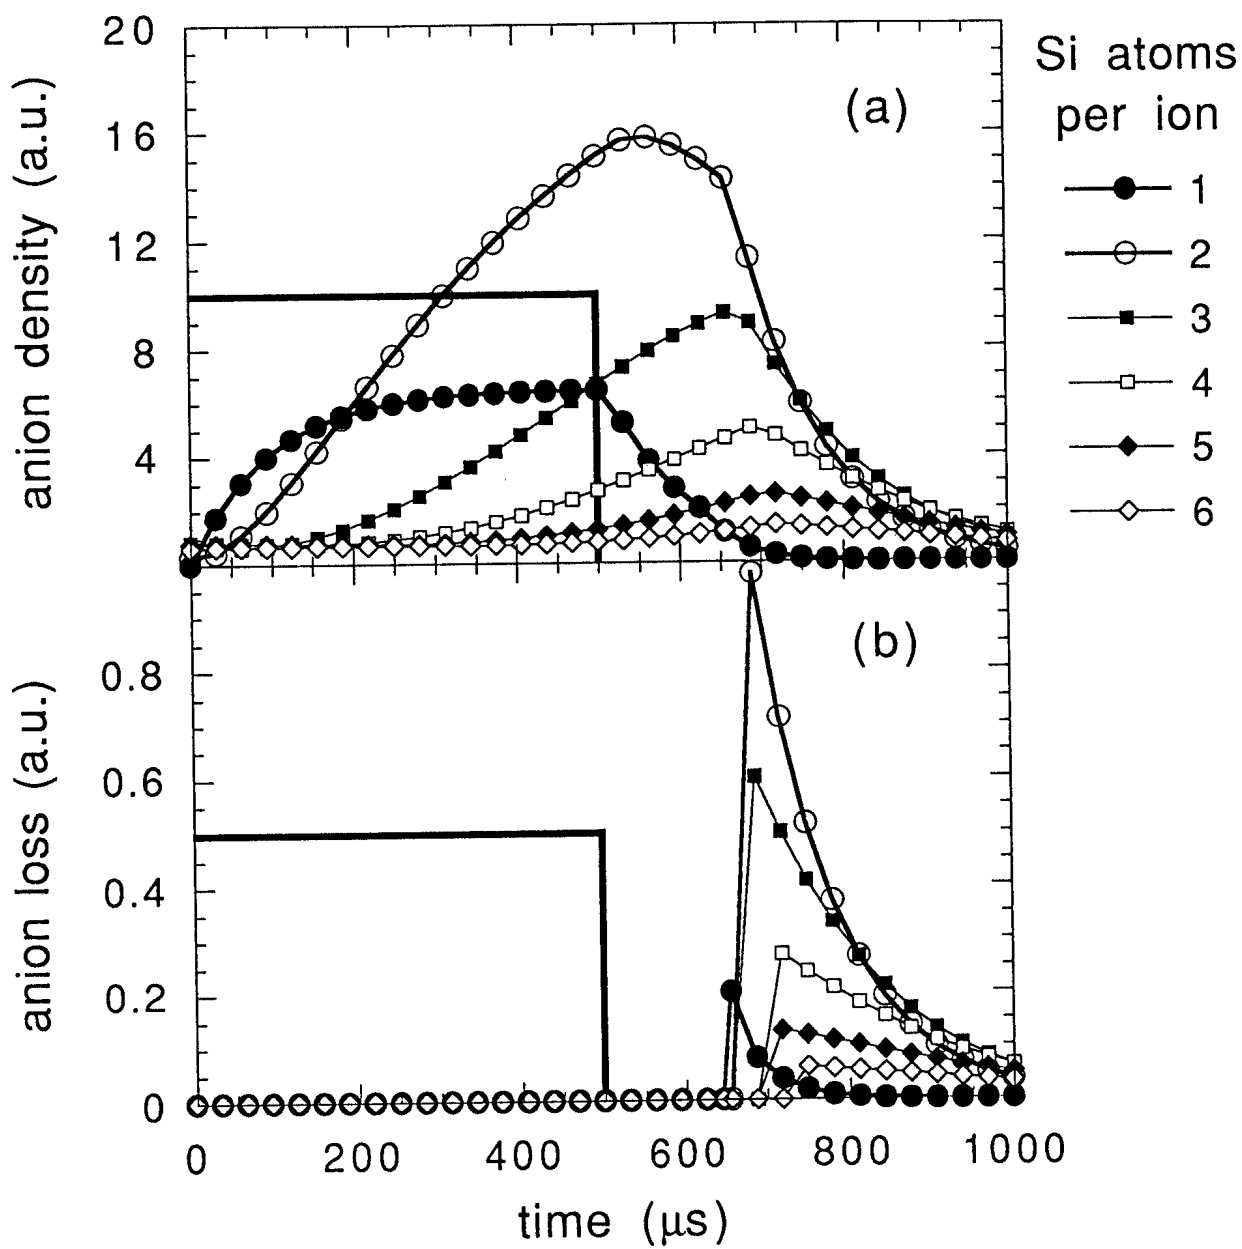 20
16
12
8
4
anion density (a.u.)
(a)
Si atoms
per ion
1
2
3
4
5
6
0.8
0.6
0.4
0.2
0
anion loss (a.u.)
(b)
0 200 400 600 800 1000
time (μs)